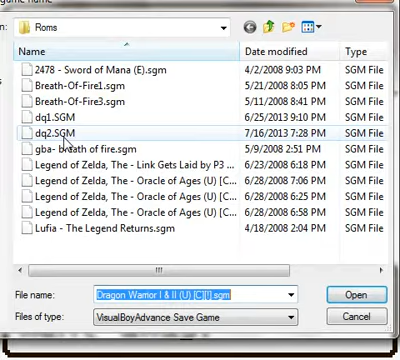 n: Roms
Name Date modified Type
2478 - Sword of Mana (E).sgm 4/2/2008 9:03 PM SGM File
Breath-Of-Fire1.sgm 5/21/2008 8:05 PM SGM File
Breath-Of-Fire3.sgm 5/11/2008 8:41 PM SGM File
dq1.SGM 6/25/2013 9:10 PM SGM File
dq2.SGM 7/16/2013 7:28 PM SGM File
gba- breath of fire.sgm 5/9/2008 2:51 PM SGM File
Legend of Zelda, The - Link Gets Laid by P3 ... 6/23/2008 6:18 PM SGM File
Legend of Zelda, The - Oracle of Ages (U) [C... 6/28/2008 7:06 PM SGM File
Legend of Zelda, The - Oracle of Ages (U) [C... 6/28/2008 6:25 PM SGM File
Legend of Zelda, The - Oracle of Ages (U) [C... 6/28/2008 6:58 PM SGM File
Lufia - The Legend Returns.sgm 4/18/2008 2:04 PM SGM File
File name: Dragon Warrior I & II (U) [C][!].sgm Open
Files of type: VisualBoyAdvance Save Game Cancel